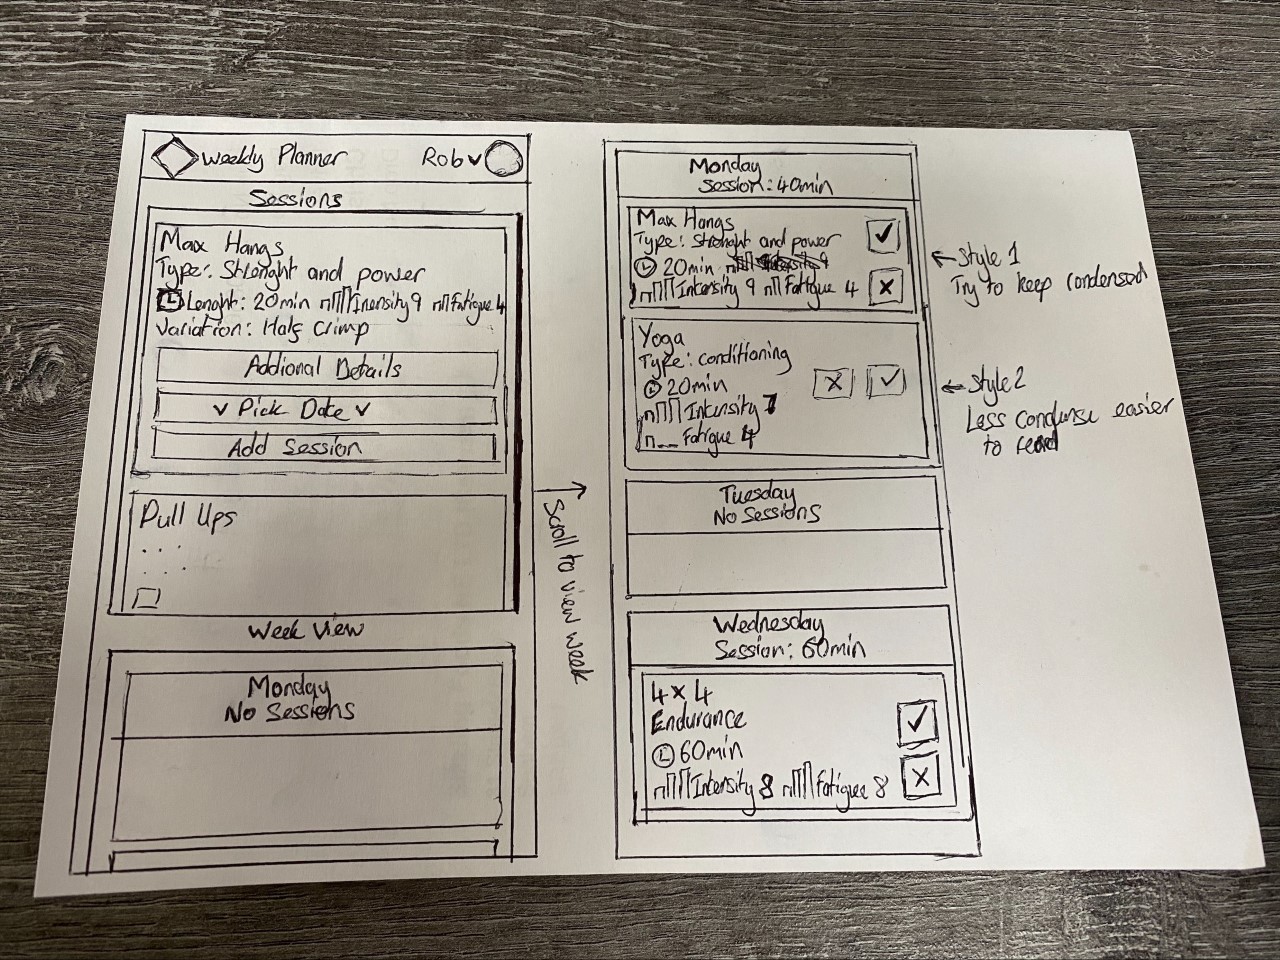 Weekly Planner
Rob
Sessions
Max Hangs
Type: Strenght and power
Lenght: 20min Intensity 9 Fatigue 4
Variation: Half Crimp
Addional Details
Pick Date
Add Session
Pull Ups
Week View
Monday
No Sessions
Scroll to view week
Monday
Session: 40min
Max Hangs
Type: Strenght and power
20min
Intensity 9 Fattgue 4
Yoga
Type: conditioning
20min
Intensity 7
Fatigue 4
Tuesday
No Sessions
Wednesday
Session: 60min
4 x 4
Endurance
60min
Intensity 8 Fatigue 8
Style 1
Try to keep condensed
Style 2
Less condense easier
to read